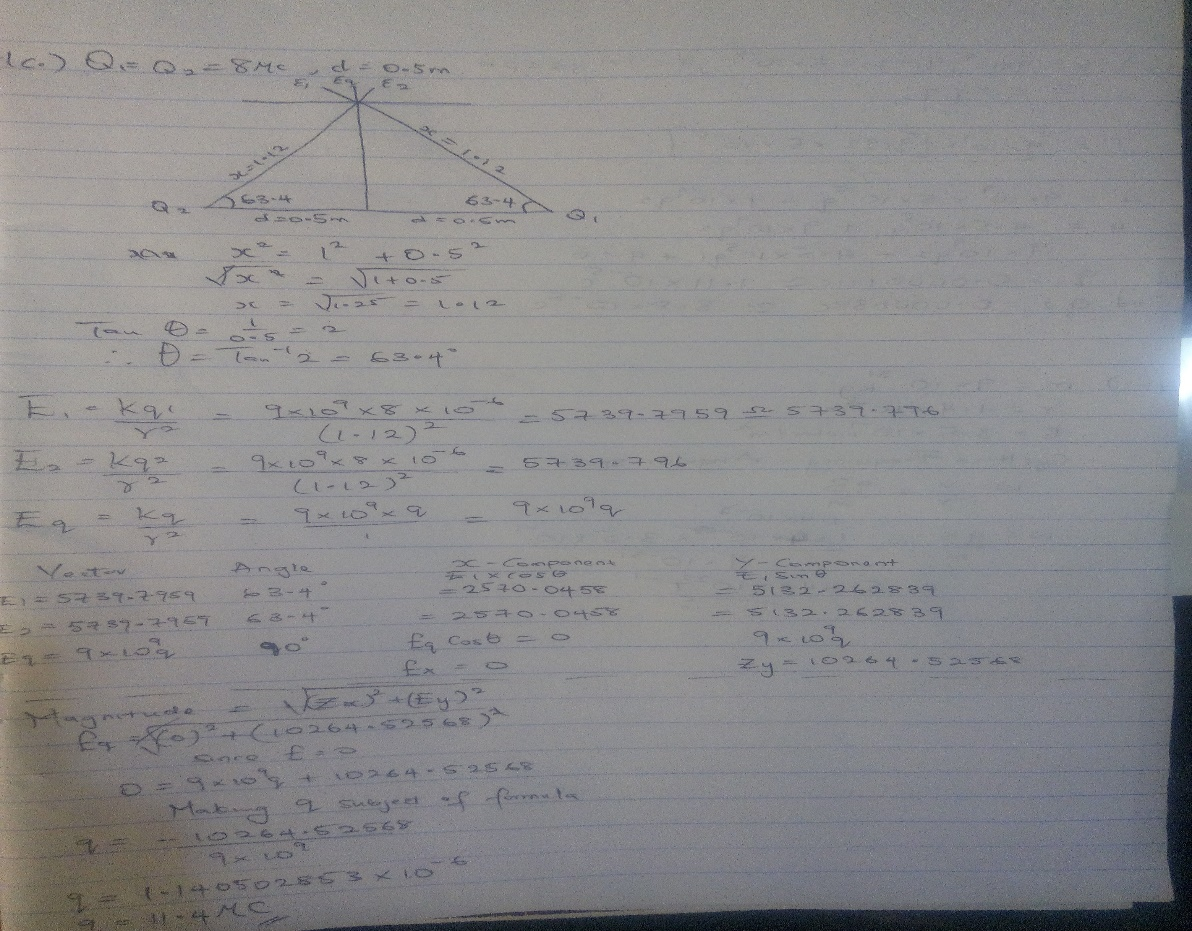 1c.) Q1 = Q2 = 8MC, d = 0.5m
E1 Eq E2
x=1.12 x = 1.12
Q2 63.4 63.4 Q1
d=0.5m d=0.5m
x² = 1² + 0.5²
√x² = √1+0.5
x = √1.25 = 1.12
Tan θ = 1/0.5 = 2
∴ θ = Tan⁻¹ 2 = 63.4°
E1 = Kq1/r² = 9×10⁹ × 8 × 10⁻⁶/(1.12)² = 5739.7959 ≏ 5739.796
E2 = Kq2/r² = 9×10⁹ × 8 × 10⁻⁶/(1.12)² = 5739.796
Eq = Kq/r² = 9×10⁹×q/1 = 9×10⁹q
Vector Angle x-Component Y-Component
E1×cosθ E1 Sinθ
E1 = 5739.7959 63.4° = 2570.0458 = 5132.262839
E2 = 5739.7959 63.4° = 2570.0458 = 5132.262839
Eq = 9×10⁹q 90° Eq Cosθ = 0 9×10⁹q
Ex = 0 Σy = 10264.52568
Magnitude = √(Σx)² + (Ey)²
Eq = √(0)² + (10264.52568)²
since E = 0
0 = 9×10⁹q + 10264.52568
Making q subject of formula
q = -10264.52568/9×10⁹
q = 1.140502853 × 10⁻⁶
q = 11.4MC